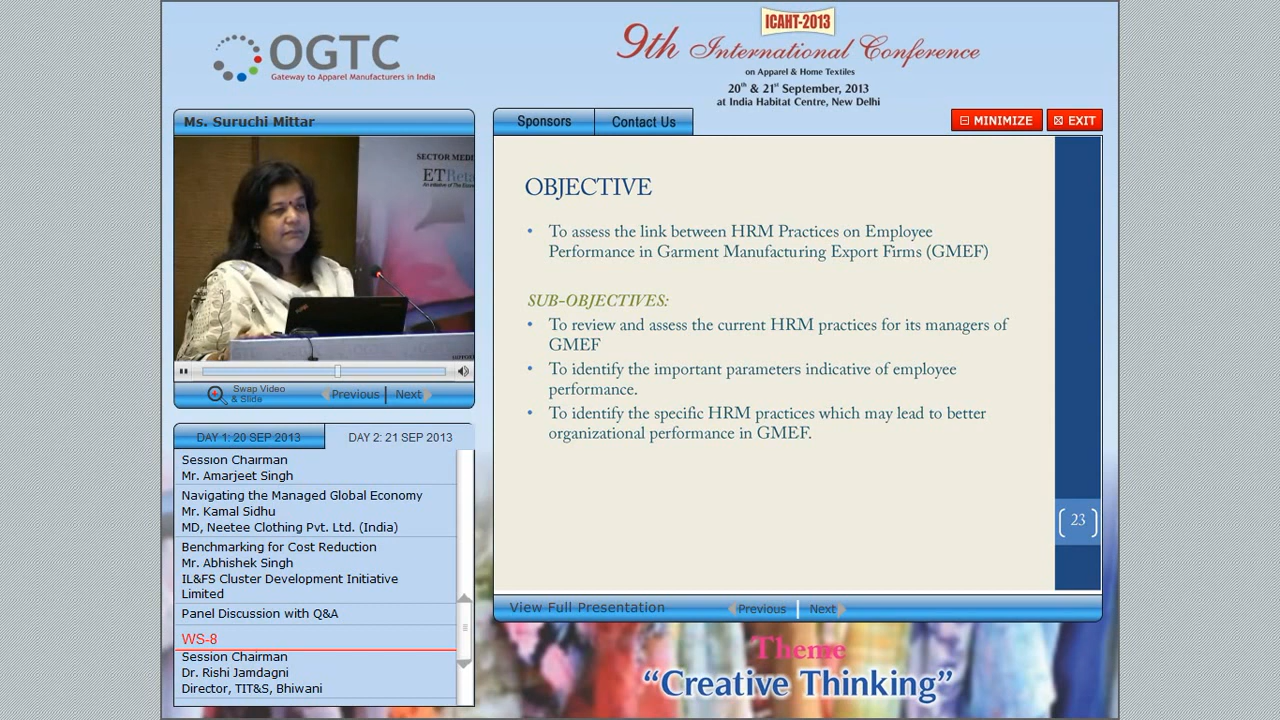 OGTC
Gateway to Apparel Manufacturers in India
ICAHT-2013
9th International Conference
on Apparel & Home Textiles
20th & 21st September, 2013
at India Habitat Centre, New Delhi
Ms. Suruchi Mittar
SECTOR MEDI
ETReta
Sponsors
Contact Us
MINIMIZE
EXIT
OBJECTIVE
• To assess the link between HRM Practices on Employee
Performance in Garment Manufacturing Export Firms (GMEF)
SUB-OBJECTIVES:
• To review and assess the current HRM practices for its managers of
GMEF
• To identify the important parameters indicative of employee
performance.
• To identify the specific HRM practices which may lead to better
organizational performance in GMEF.
23
Swap Video
& Slide
Previous
Next
DAY 1: 20 SEP 2013
DAY 2: 21 SEP 2013
Session Chairman
Mr. Amarjeet Singh
Navigating the Managed Global Economy
Mr. Kamal Sidhu
MD, Neetee Clothing Pvt. Ltd. (India)
Benchmarking for Cost Reduction
Mr. Abhishek Singh
IL&FS Cluster Development Initiative
Limited
Panel Discussion with Q&A
WS-8
Session Chairman
Dr. Rishi Jamdagni
Director, TIT&S, Bhiwani
View Full Presentation
Previous
Next
Theme
“Creative Thinking”